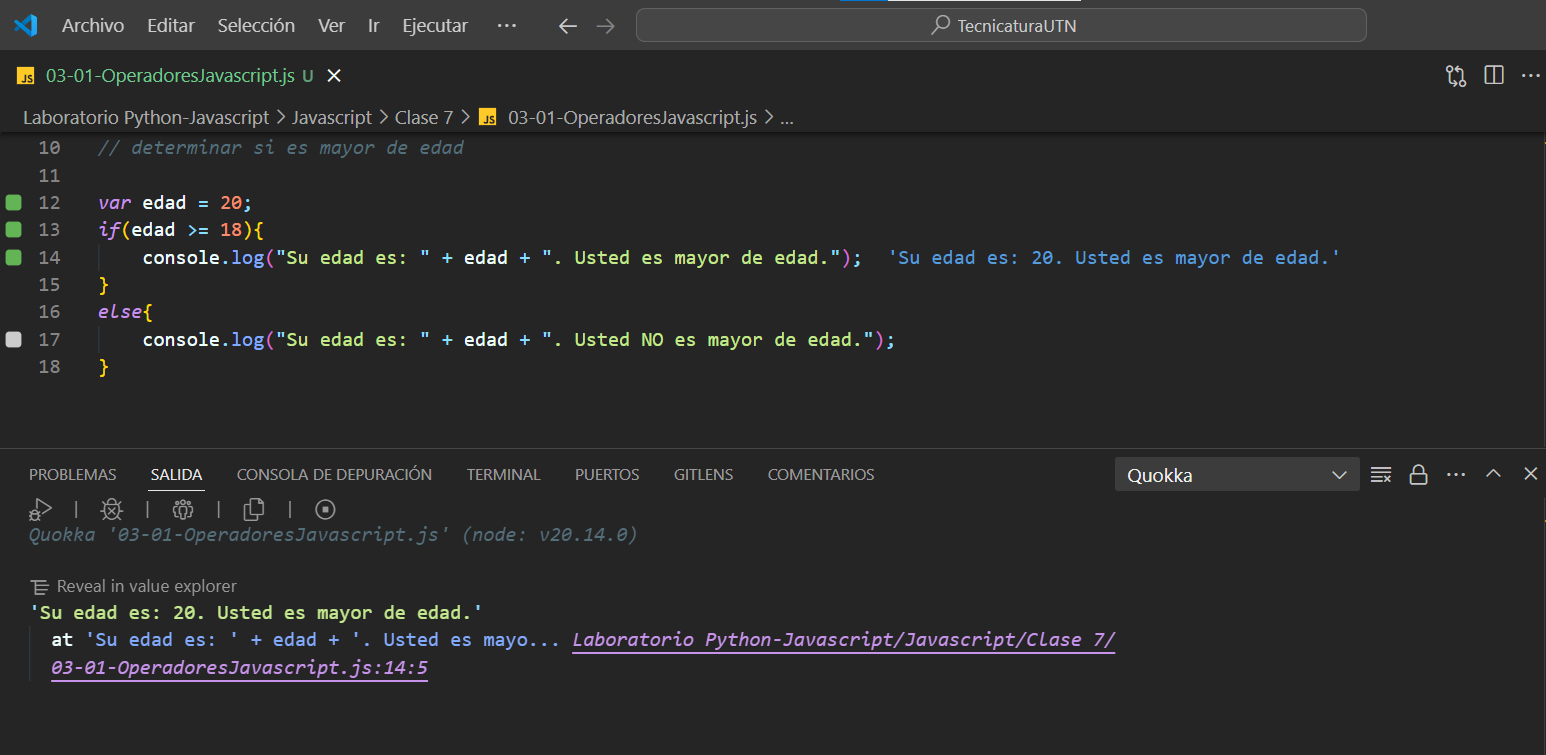 Archivo Editar Selección Ver Ir Ejecutar ··· TecnicaturaUTN
JS 03-01-OperadoresJavascript.js U
Laboratorio Python-Javascript > Javascript > Clase 7 > JS 03-01-OperadoresJavascript.js > ...
10 // determinar si es mayor de edad
11
12 var edad = 20;
13 if(edad >= 18){
14 console.log("Su edad es: " + edad + ". Usted es mayor de edad."); 'Su edad es: 20. Usted es mayor de edad.'
15 }
16 else{
17 console.log("Su edad es: " + edad + ". Usted NO es mayor de edad.");
18 }
PROBLEMAS SALIDA CONSOLA DE DEPURACIÓN TERMINAL PUERTOS GITLENS COMENTARIOS Quokka
Quokka '03-01-OperadoresJavascript.js' (node: v20.14.0)
Reveal in value explorer
'Su edad es: 20. Usted es mayor de edad.'
at 'Su edad es: ' + edad + '. Usted es mayo... Laboratorio Python-Javascript/Javascript/Clase 7/
03-01-OperadoresJavascript.js:14:5